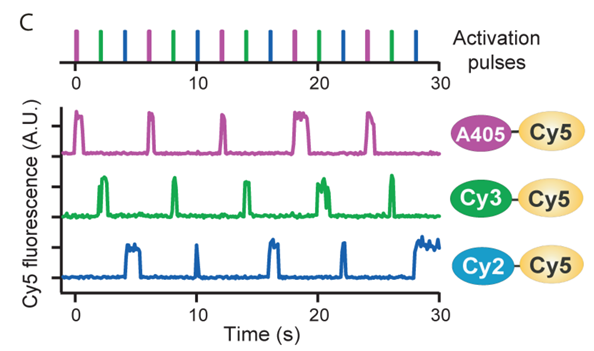 C
Activation
pulses
0 10 20 30
Cy5 fluorescence (A.U.)
A405 Cy5
Cy3 Cy5
Cy2 Cy5
0 10 20 30
Time (s)